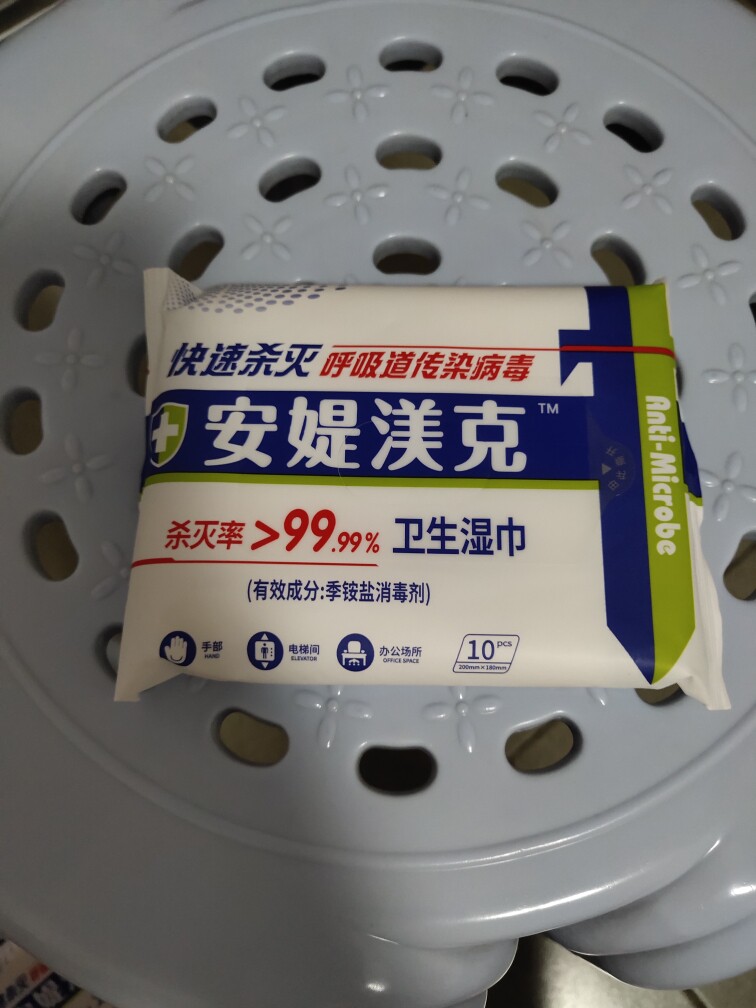 快速杀灭 呼吸道传染病毒
安媞渼克™
杀灭率>99.99% 卫生湿巾
(有效成分:季铵盐消毒剂)
手部
HAND
电梯间
ELEVATOR
办公场所
OFFICE SPACE
10pcs
200mm×180mm
Anti-Microbe